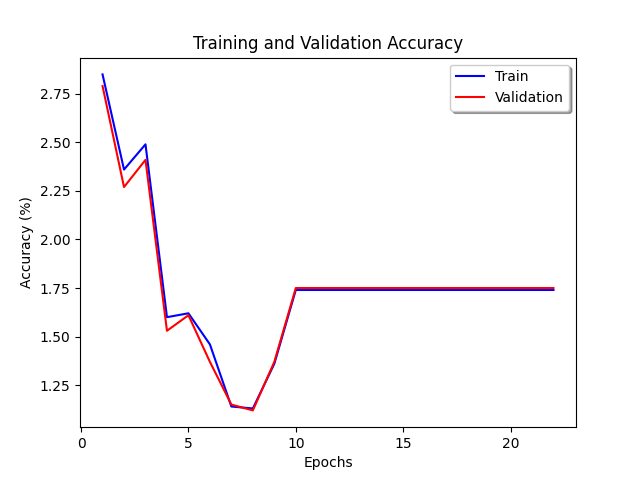 Training and Validation Accuracy
Train
Validation
Accuracy (%)
2.75
2.50
2.25
2.00
1.75
1.50
1.25
0 5 10 15 20
Epochs